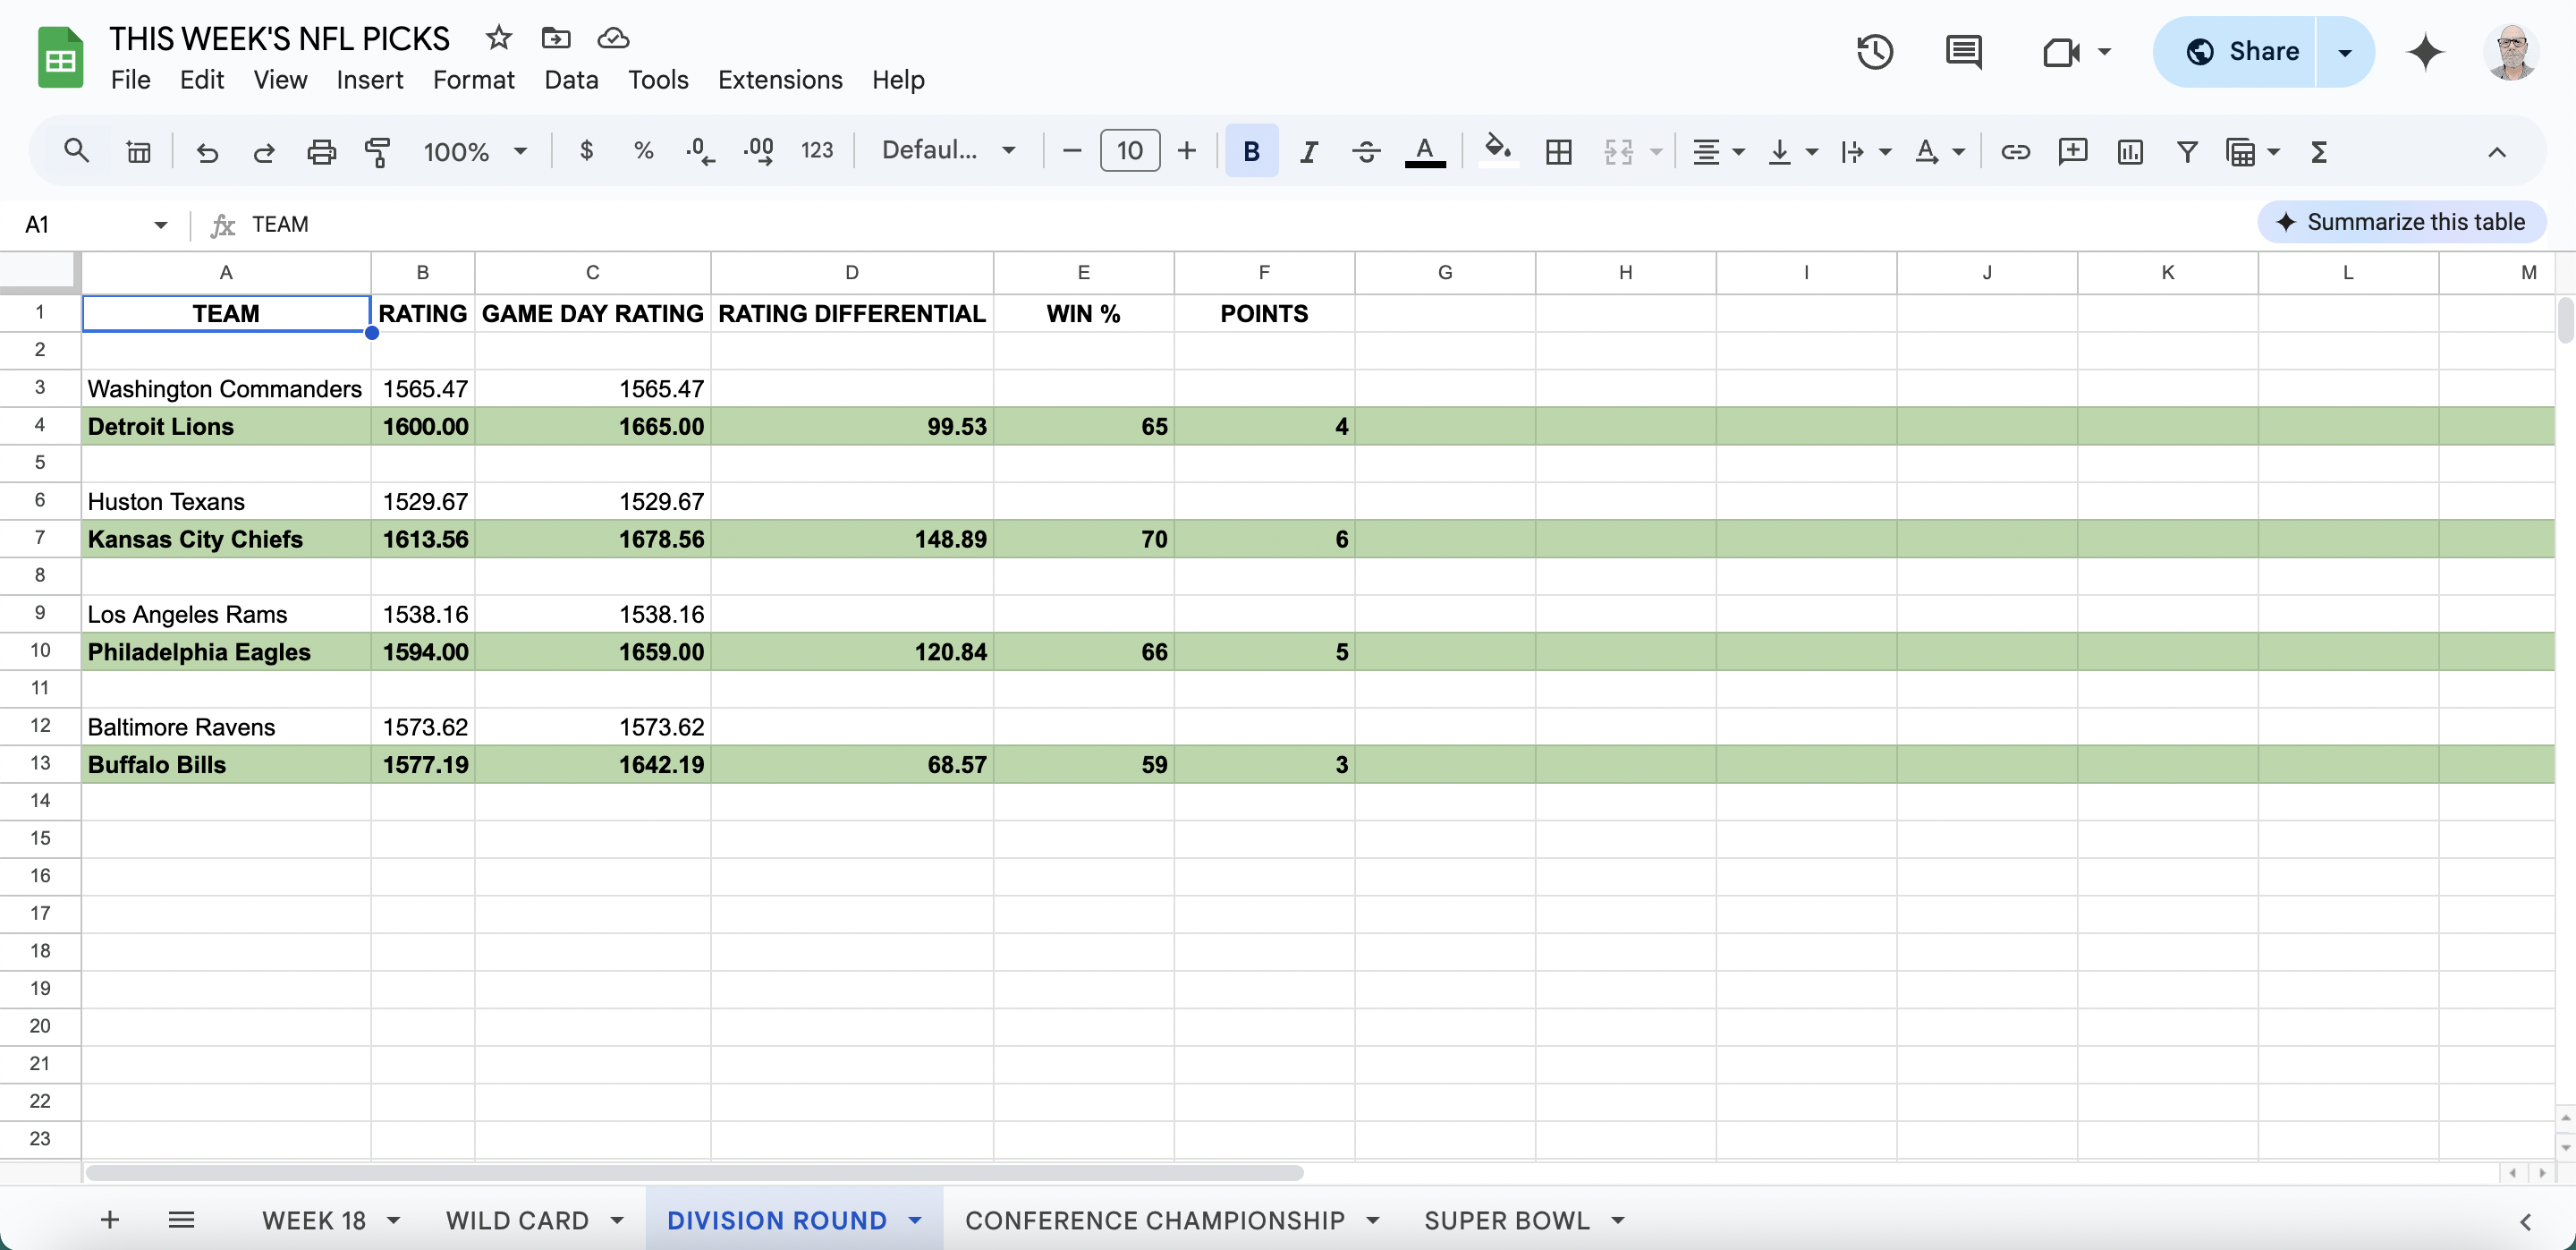 THIS WEEK'S NFL PICKS
File Edit View Insert Format Data Tools Extensions Help
Share
100% $ % .0 .00 123 Defaul... 10 B I S A A Σ
A1 fx TEAM
Summarize this table
A B C D E F G H I J K L M
1 TEAM RATING GAME DAY RATING RATING DIFFERENTIAL WIN % POINTS
2
3 Washington Commanders 1565.47 1565.47
4 Detroit Lions 1600.00 1665.00 99.53 65 4
5
6 Huston Texans 1529.67 1529.67
7 Kansas City Chiefs 1613.56 1678.56 148.89 70 6
8
9 Los Angeles Rams 1538.16 1538.16
10 Philadelphia Eagles 1594.00 1659.00 120.84 66 5
11
12 Baltimore Ravens 1573.62 1573.62
13 Buffalo Bills 1577.19 1642.19 68.57 59 3
14
15
16
17
18
19
20
21
22
23
WEEK 18 WILD CARD DIVISION ROUND CONFERENCE CHAMPIONSHIP SUPER BOWL